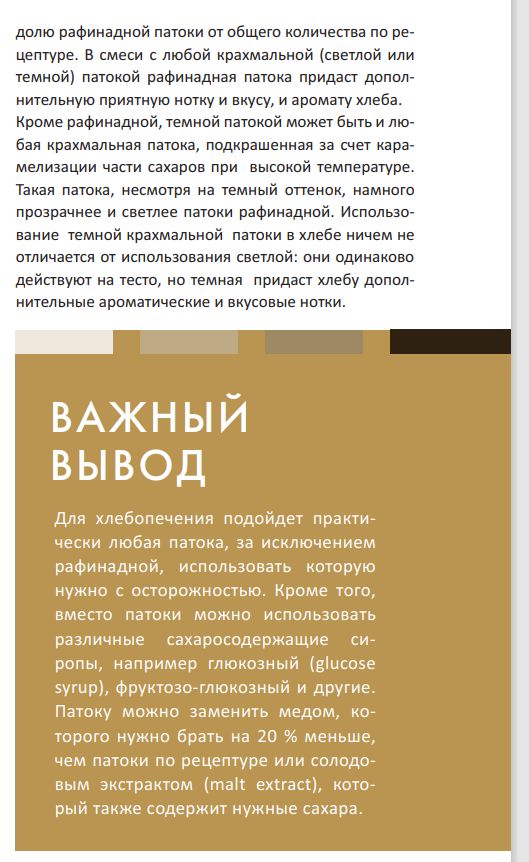 долю рафинадной патоки от общего количества по ре-
цептуре. В смеси с любой крахмальной (светлой или
темной) патокой рафинадная патока придаст допол-
нительную приятную нотку и вкусу, и аромату хлеба.
Кроме рафинадной, темной патокой может быть и лю-
бая крахмальная патока, подкрашенная за счет кара-
мелизации части сахаров при высокой температуре.
Такая патока, несмотря на темный оттенок, намного
прозрачнее и светлее патоки рафинадной. Использо-
вание темной крахмальной патоки в хлебе ничем не
отличается от использования светлой: они одинаково
действуют на тесто, но темная придаст хлебу допол-
нительные ароматические и вкусовые нотки.
ВАЖНЫЙ
ВЫВОД
Для хлебопечения подойдет практи-
чески любая патока, за исключением
рафинадной, использовать которую
нужно с осторожностью. Кроме того,
вместо патоки можно использовать
различные сахаросодержащие си-
ропы, например глюкозный (glucose
syrup), фруктозо-глюкозный и другие.
Патоку можно заменить медом, ко-
торого нужно брать на 20 % меньше,
чем патоки по рецептуре или солодо-
вым экстрактом (malt extract), кото-
рый также содержит нужные сахара.